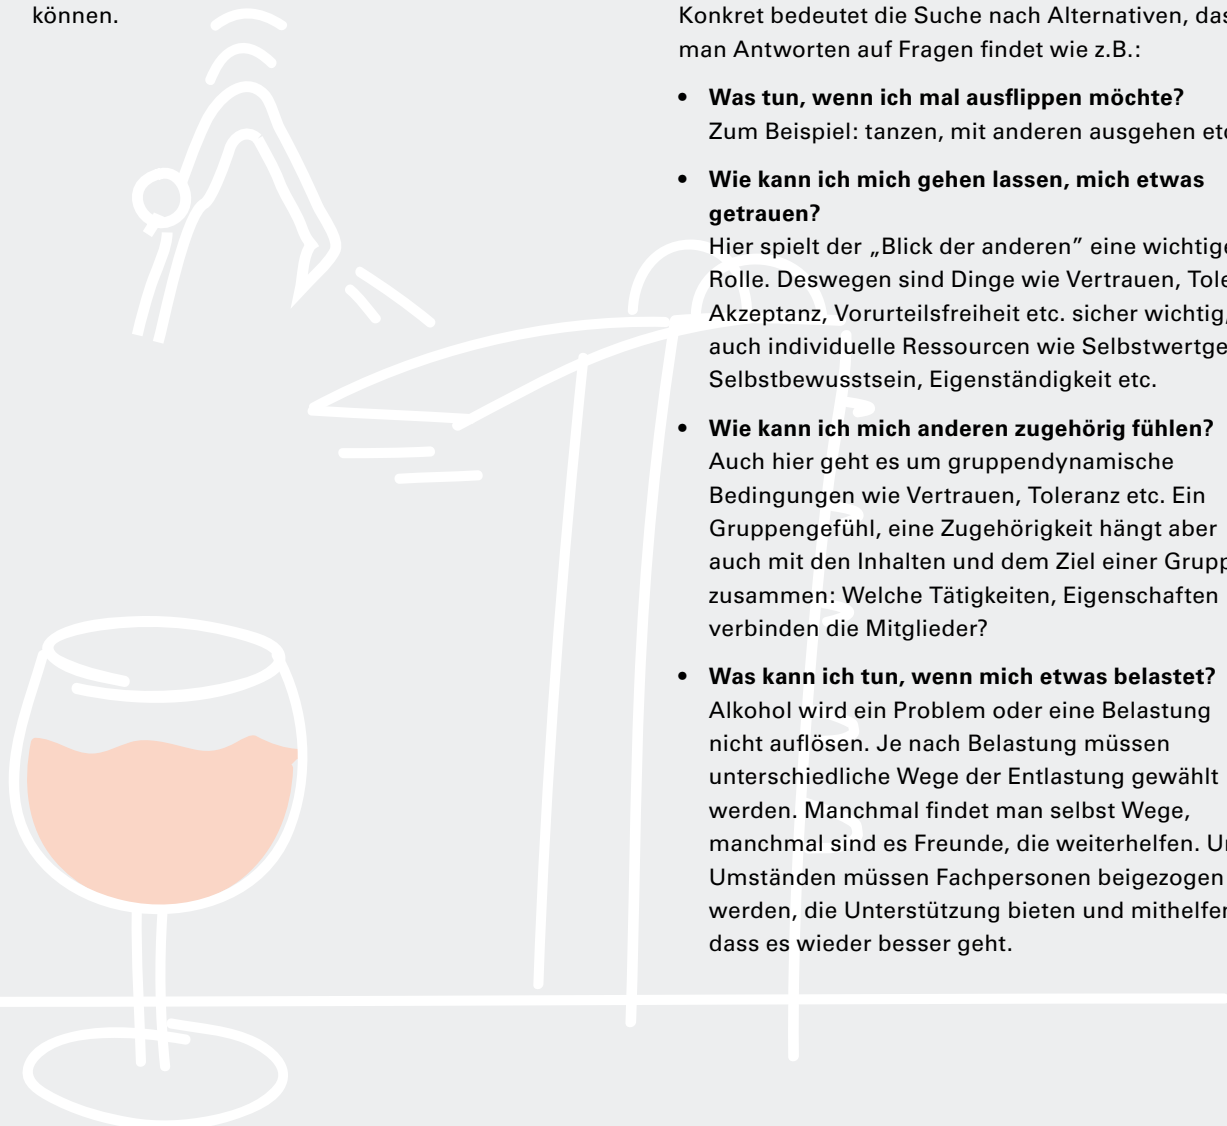 können.
Konkret bedeutet die Suche nach Alternativen,
man Antworten auf Fragen findet wie z.B.:
• Was tun, wenn ich mal ausflippen möchte?
Zum Beispiel: tanzen, mit anderen ausgehen
• Wie kann ich mich gehen lassen, mich etwas
getrauen?
Hier spielt der „Blick der anderen” eine wichtige
Rolle. Deswegen sind Dinge wie Vertrauen,
Akzeptanz, Vorurteilsfreiheit etc. sicher wichtig,
auch individuelle Ressourcen wie
Selbstbewusstsein, Eigenständigkeit etc.
• Wie kann ich mich anderen zugehörig fühlen?
Auch hier geht es um gruppendynamische
Bedingungen wie Vertrauen, Toleranz etc. Ein
Gruppengefühl, eine Zugehörigkeit hängt aber
auch mit den Inhalten und dem Ziel einer
zusammen: Welche Tätigkeiten, Eigenschaften
verbinden die Mitglieder?
• Was kann ich tun, wenn mich etwas belastet?
Alkohol wird ein Problem oder eine Belastung
nicht auflösen. Je nach Belastung müssen
unterschiedliche Wege der Entlastung gewählt
werden. Manchmal findet man selbst Wege,
manchmal sind es Freunde, die weiterhelfen.
Umständen müssen Fachpersonen beigezogen
werden, die Unterstützung bieten und
dass es wieder besser geht.